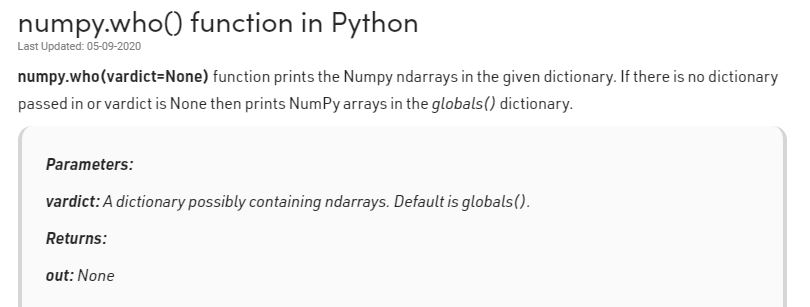 numpy.who() function in Python
Last Updated: 05-09-2020
numpy.who(vardict=None) function prints the Numpy ndarrays in the given dictionary. If there is no dictionary
passed in or vardict is None then prints NumPy arrays in the globals() dictionary.
Parameters:
vardict: A dictionary possibly containing ndarrays. Default is globals().
Returns:
out: None